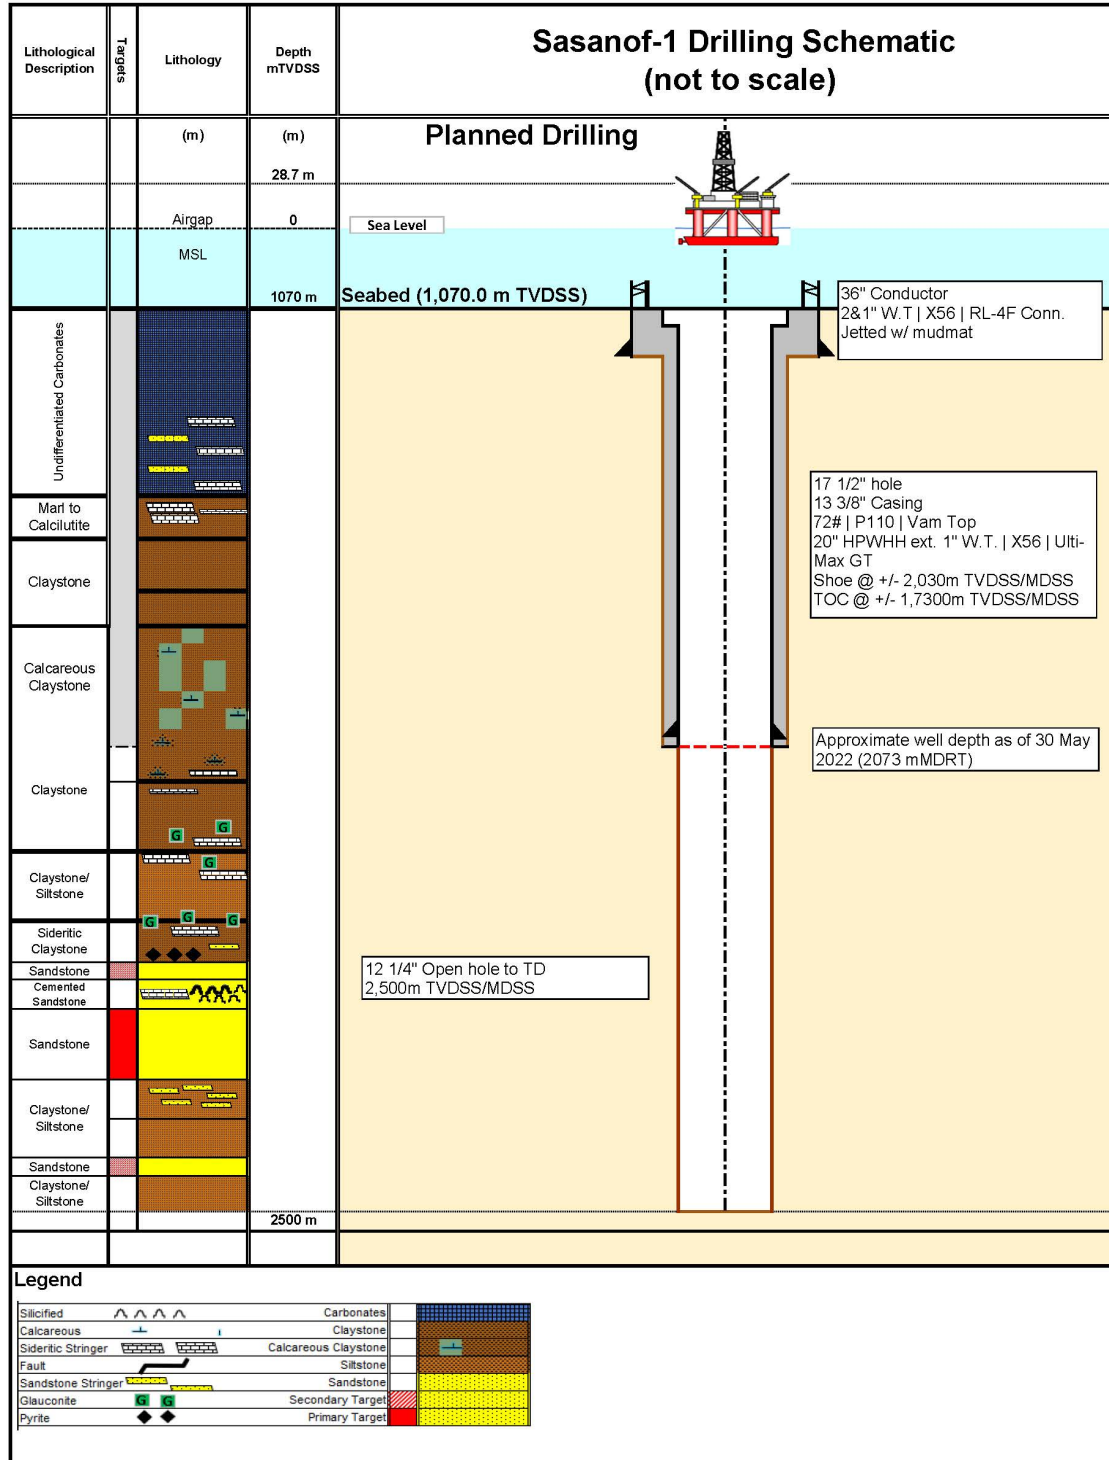 Lithological
Description
Targets
Lithology
Depth
mTVDSS
Sasanof-1 Drilling Schematic
(not to scale)
(m)
(m)
Planned Drilling
28.7 m
Airgap
0
Sea Level
MSL
1070 m
Seabed (1,070.0 m TVDSS)
36" Conductor
2&1" W.T | X56 | RL-4F Conn.
Jetted w/ mudmat
Undifferentiated Carbonates
Marl to
Calcilutite
17 1/2" hole
13 3/8" Casing
72# | P110 | Vam Top
20" HPWHH ext. 1" W.T. | X56 | Ulti-
Max GT
Shoe @ +/- 2,030m TVDSS/MDSS
TOC @ +/- 1,7300m TVDSS/MDSS
Claystone
Calcareous
Claystone
Approximate well depth as of 30 May
2022 (2073 mMDRT)
Claystone
G
G
Claystone/
Siltstone
G
G
G
G
Sideritic
Claystone
Sandstone
Cemented
Sandstone
12 1/4" Open hole to TD
2,500m TVDSS/MDSS
Sandstone
Claystone/
Siltstone
Sandstone
Claystone/
Siltstone
2500 m
Legend
Silicified
Carbonates
Calcareous
Claystone
Sideritic Stringer
Calcareous Claystone
Fault
Siltstone
Sandstone Stringer
Sandstone
Glauconite
G G
Secondary Target
Pyrite
Primary Target